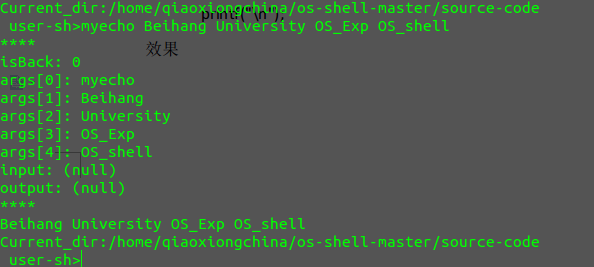 Current_dir:/home/qiaoxiongchina/os-shell-master/source-code
printf("\n");
user-sh>myecho Beihang University OS_Exp OS_shell
****
效果
isBack: 0
args[0]: myecho
args[1]: Beihang
args[2]: University
args[3]: OS_Exp
args[4]: OS_shell
input: (null)
output: (null)
****
Beihang University OS_Exp OS_shell
Current_dir:/home/qiaoxiongchina/os-shell-master/source-code
user-sh>